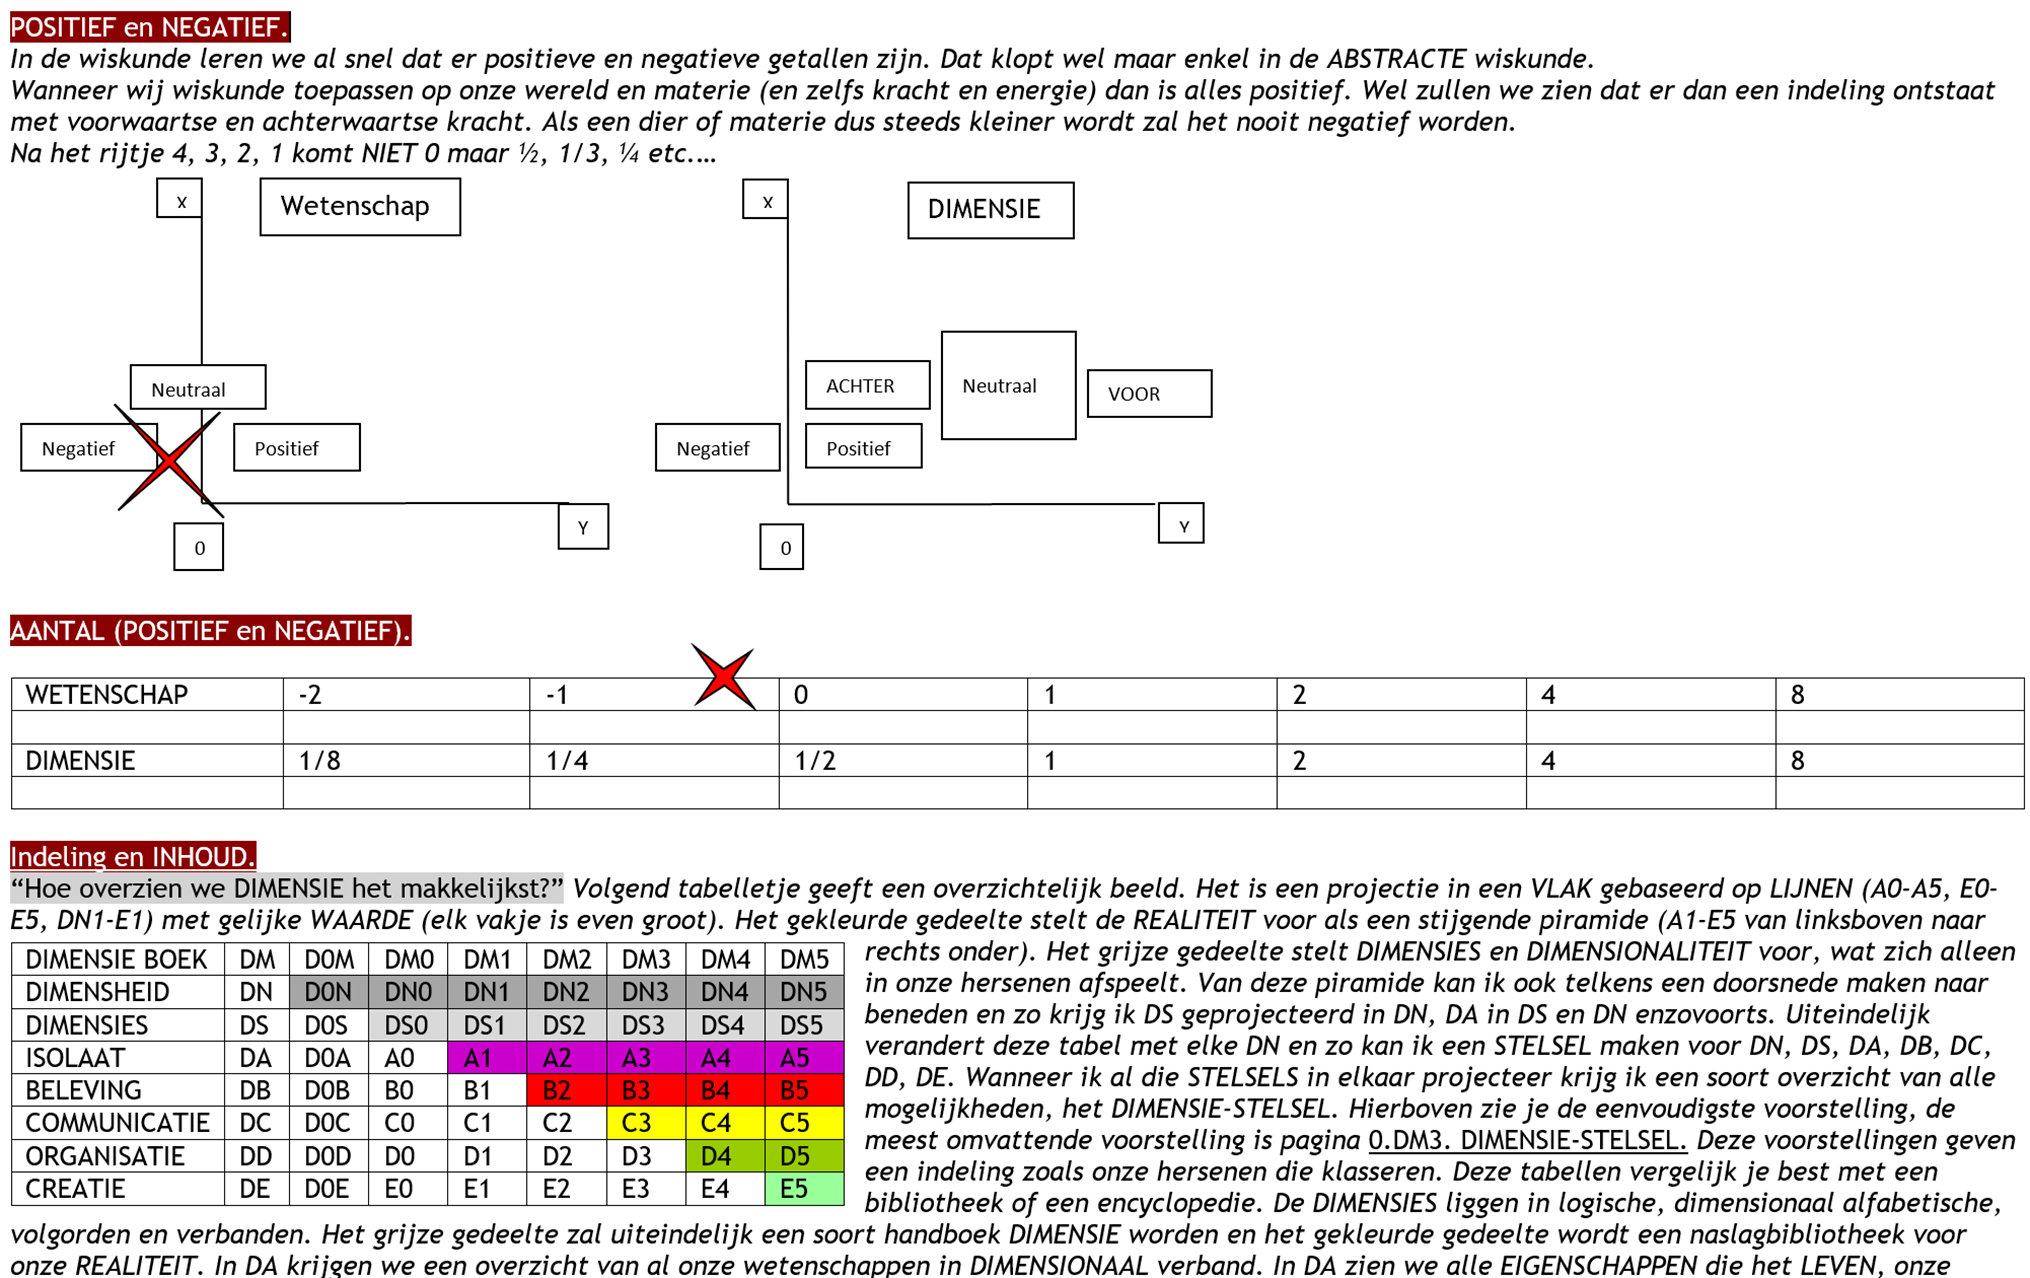 POSITIEF en NEGATIEF.
In de wiskunde leren we al snel dat er positieve en negatieve getallen zijn. Dat klopt wel maar enkel in de ABSTRACTE wiskunde.
Wanneer wij wiskunde toepassen op onze wereld en materie (en zelfs kracht en energie) dan is alles positief. Wel zullen we zien dat er dan een indeling ontstaat
met voorwaartse en achterwaartse kracht. Als een dier of materie dus steeds kleiner wordt zal het nooit negatief worden.
Na het rijtje 4, 3, 2, 1 komt NIET 0 maar ½, 1/3, ¼ etc.…
X
Wetenschap
Neutraal
Negatief
Positief
0
Y
X
DIMENSIE
ACHTER
Neutraal
VOOR
Negatief
Positief
0
Y
AANTAL (POSITIEF en NEGATIEF).
WETENSCHAP -2 -1 0 1 2 4 8
DIMENSIE 1/8 1/4 1/2 1 2 4 8
Indeling en INHOUD.
“Hoe overzien we DIMENSIE het makkelijkst?” Volgend tabelletje geeft een overzichtelijk beeld. Het is een projectie in een VLAK gebaseerd op LIJNEN (A0-A5, E0-
E5, DN1-E1) met gelijke WAARDE (elk vakje is even groot). Het gekleurde gedeelte stelt de REALITEIT voor als een stijgende piramide (A1-E5 van linksboven naar
DIMENSIE BOEK DM D0M DM0 DM1 DM2 DM3 DM4 DM5
DIMENSHEID DN D0N DN0 DN1 DN2 DN3 DN4 DN5
DIMENSIES DS D0S DS0 DS1 DS2 DS3 DS4 DS5
ISOLAAT DA D0A A0 A1 A2 A3 A4 A5
BELEVING DB D0B B0 B1 B2 B3 B4 B5
COMMUNICATIE DC D0C C0 C1 C2 C3 C4 C5
ORGANISATIE DD D0D D0 D1 D2 D3 D4 D5
CREATIE DE D0E E0 E1 E2 E3 E4 E5
rechts onder). Het grijze gedeelte stelt DIMENSIES en DIMENSIONALITEIT voor, wat zich alleen
in onze hersenen afspeelt. Van deze piramide kan ik ook telkens een doorsnede maken naar
beneden en zo krijg ik DS geprojecteerd in DN, DA in DS en DN enzovoorts. Uiteindelijk
verandert deze tabel met elke DN en zo kan ik een STELSEL maken voor DN, DS, DA, DB, DC,
DD, DE. Wanneer ik al die STELSELS in elkaar projecteer krijg ik een soort overzicht van alle
mogelijkheden, het DIMENSIE-STELSEL. Hierboven zie je de eenvoudigste voorstelling, de
meest omvattende voorstelling is pagina 0.DM3. DIMENSIE-STELSEL. Deze voorstellingen geven
een indeling zoals onze hersenen die klasseren. Deze tabellen vergelijk je best met een
bibliotheek of een encyclopedie. De DIMENSIES liggen in logische, dimensionaal alfabetische,
volgorden en verbanden. Het grijze gedeelte zal uiteindelijk een soort handboek DIMENSIE worden en het gekleurde gedeelte wordt een naslagbibliotheek voor
onze REALITEIT. In DA krijgen we een overzicht van al onze wetenschappen in DIMENSIONAAL verband. In DA zien we alle EIGENSCHAPPEN die het LEVEN, onze